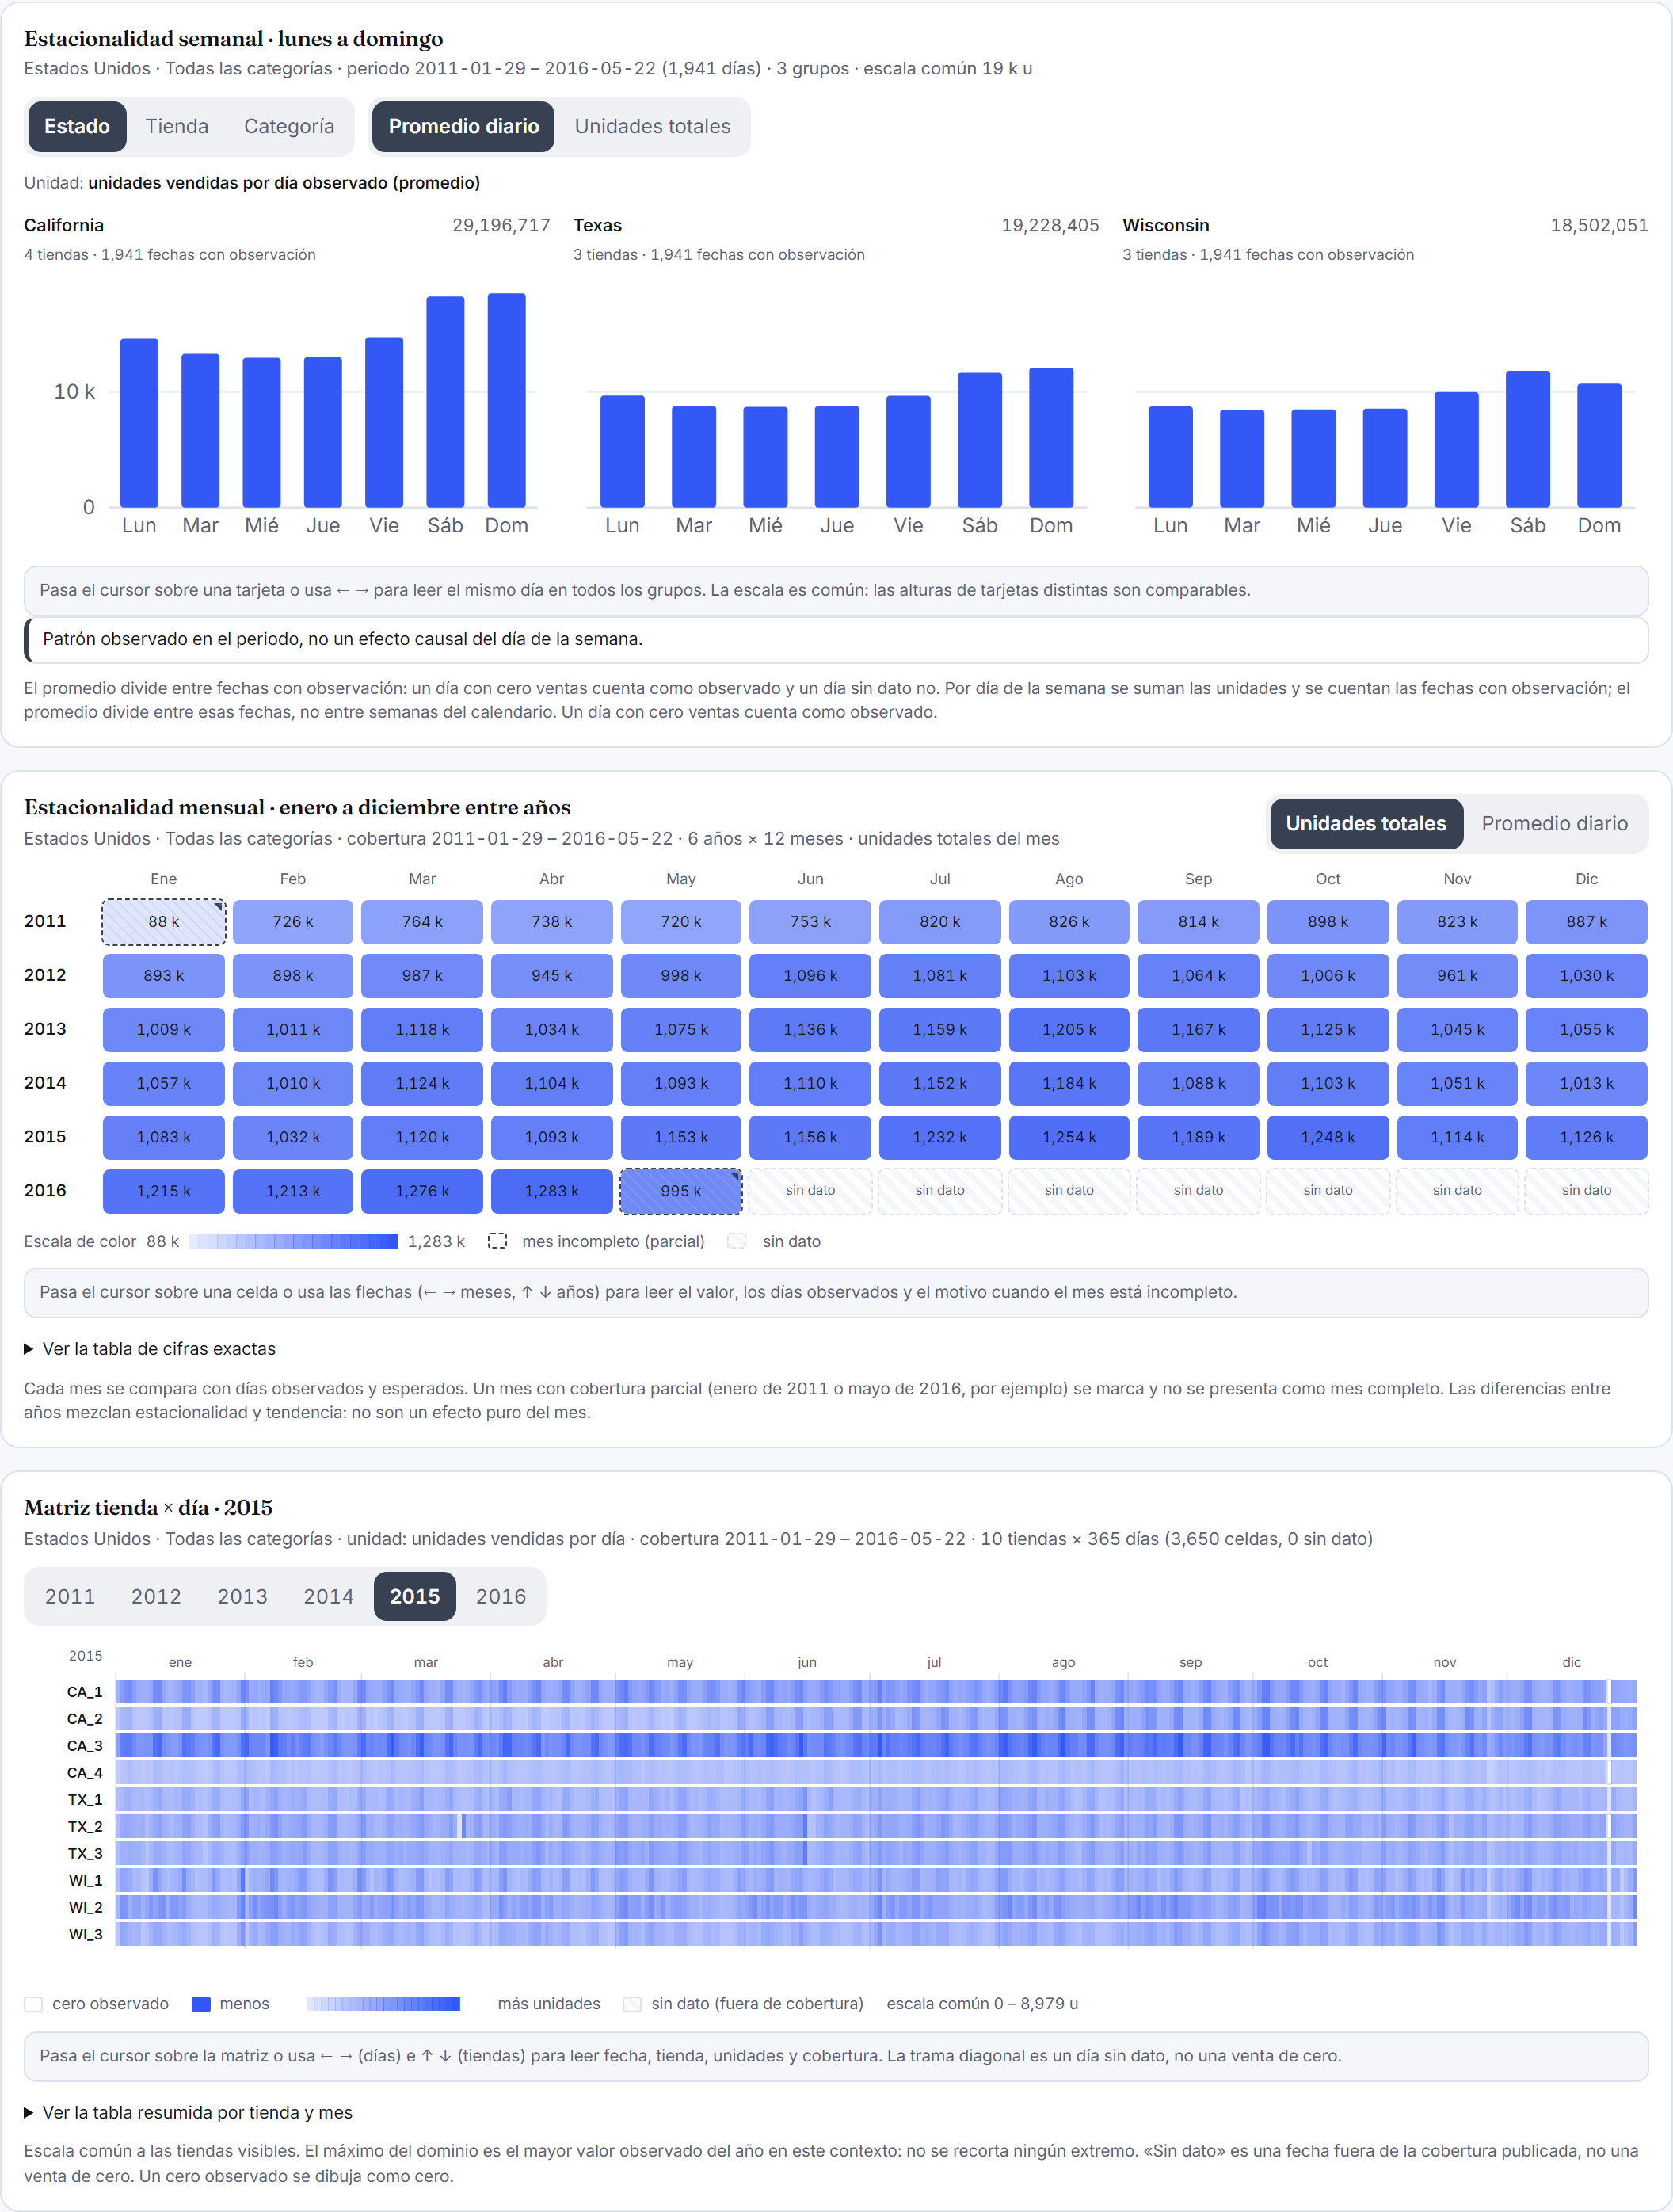 Estacionalidad semanal · lunes a domingo
Estados Unidos · Todas las categorías · periodo 2011-01-29 – 2016-05-22 (1,941 días) · 3 grupos · escala común 19 k u
Estado Tienda Categoría Promedio diario Unidades totales
Unidad: unidades vendidas por día observado (promedio)
California 29,196,717 Texas 19,228,405 Wisconsin 18,502,051
4 tiendas · 1,941 fechas con observación 3 tiendas · 1,941 fechas con observación 3 tiendas · 1,941 fechas con observación
10 k
0
Lun Mar Mié Jue Vie Sáb Dom Lun Mar Mié Jue Vie Sáb Dom Lun Mar Mié Jue Vie Sáb Dom
Pasa el cursor sobre una tarjeta o usa ← → para leer el mismo día en todos los grupos. La escala es común: las alturas de tarjetas distintas son comparables.
Patrón observado en el periodo, no un efecto causal del día de la semana.
El promedio divide entre fechas con observación: un día con cero ventas cuenta como observado y un día sin dato no. Por día de la semana se suman las unidades y se cuentan las fechas con observación; el
promedio divide entre esas fechas, no entre semanas del calendario. Un día con cero ventas cuenta como observado.
Estacionalidad mensual · enero a diciembre entre años
Estados Unidos · Todas las categorías · cobertura 2011-01-29 – 2016-05-22 · 6 años × 12 meses · unidades totales del mes
Unidades totales Promedio diario
Ene Feb Mar Abr May Jun Jul Ago Sep Oct Nov Dic
2011 88 k 726 k 764 k 738 k 720 k 753 k 820 k 826 k 814 k 898 k 823 k 887 k
2012 893 k 898 k 987 k 945 k 998 k 1,096 k 1,081 k 1,103 k 1,064 k 1,006 k 961 k 1,030 k
2013 1,009 k 1,011 k 1,118 k 1,034 k 1,075 k 1,136 k 1,159 k 1,205 k 1,167 k 1,125 k 1,045 k 1,055 k
2014 1,057 k 1,010 k 1,124 k 1,104 k 1,093 k 1,110 k 1,152 k 1,184 k 1,088 k 1,103 k 1,051 k 1,013 k
2015 1,083 k 1,032 k 1,120 k 1,093 k 1,153 k 1,156 k 1,232 k 1,254 k 1,189 k 1,248 k 1,114 k 1,126 k
2016 1,215 k 1,213 k 1,276 k 1,283 k 995 k sin dato sin dato sin dato sin dato sin dato sin dato sin dato
Escala de color 88 k 1,283 k mes incompleto (parcial) sin dato
Pasa el cursor sobre una celda o usa las flechas (← → meses, ↑ ↓ años) para leer el valor, los días observados y el motivo cuando el mes está incompleto.
▶ Ver la tabla de cifras exactas
Cada mes se compara con días observados y esperados. Un mes con cobertura parcial (enero de 2011 o mayo de 2016, por ejemplo) se marca y no se presenta como mes completo. Las diferencias entre
años mezclan estacionalidad y tendencia: no son un efecto puro del mes.
Matriz tienda × día · 2015
Estados Unidos · Todas las categorías · unidad: unidades vendidas por día · cobertura 2011-01-29 – 2016-05-22 · 10 tiendas × 365 días (3,650 celdas, 0 sin dato)
2011 2012 2013 2014 2015 2016
2015 ene feb mar abr may jun jul ago sep oct nov dic
CA_1
CA_2
CA_3
CA_4
TX_1
TX_2
TX_3
WI_1
WI_2
WI_3
cero observado menos más unidades sin dato (fuera de cobertura) escala común 0 – 8,979 u
Pasa el cursor sobre la matriz o usa ← → (días) e ↑ ↓ (tiendas) para leer fecha, tienda, unidades y cobertura. La trama diagonal es un día sin dato, no una venta de cero.
▶ Ver la tabla resumida por tienda y mes
Escala común a las tiendas visibles. El máximo del dominio es el mayor valor observado del año en este contexto: no se recorta ningún extremo. «Sin dato» es una fecha fuera de la cobertura publicada, no una
venta de cero. Un cero observado se dibuja como cero.